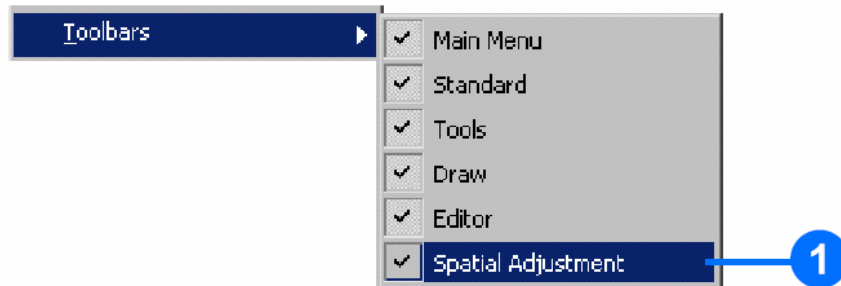 Toolbars
Main Menu
Standard
Tools
Draw
Editor
Spatial Adjustment
1